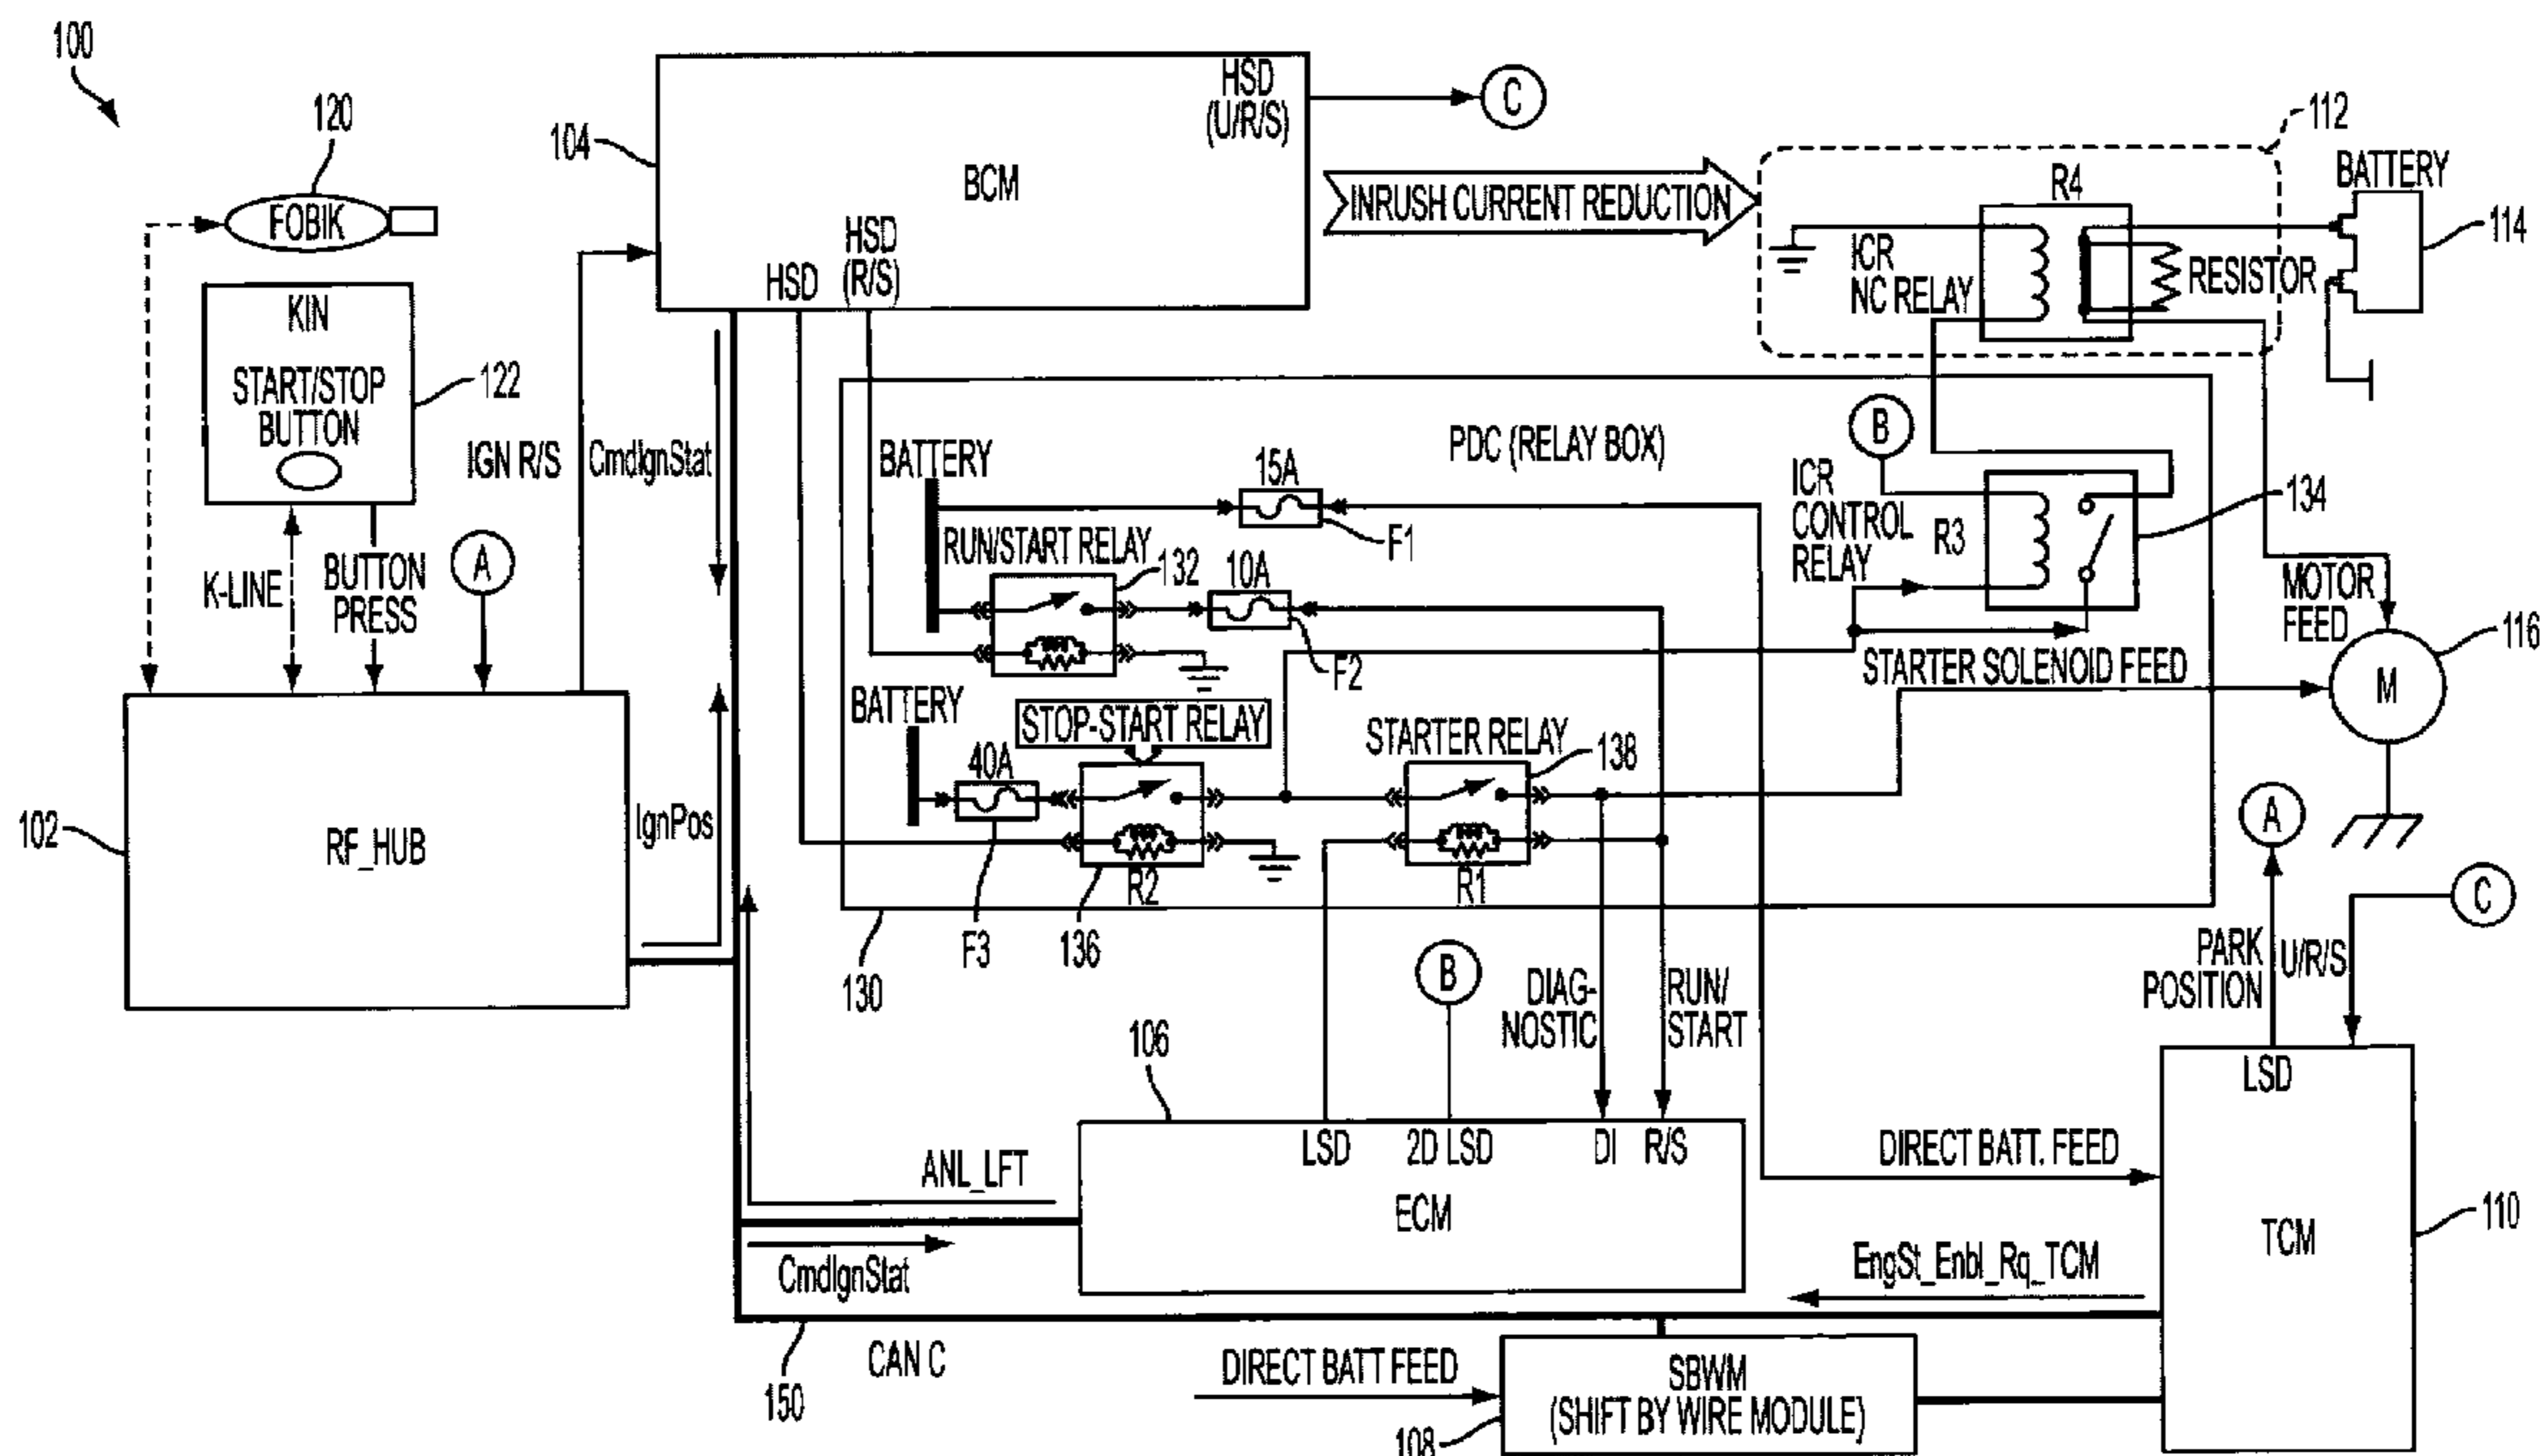 100
120
FOBIK
KIN
START/STOP
BUTTON
122
K-LINE
BUTTON
PRESS
A
IGN R/S
CmdIgnStat
IgnPos
102
RF_HUB
104
BCM
HSD
(U/R/S)
HSD
HSD
(R/S)
C
INRUSH CURRENT REDUCTION
112
R4
ICR
NC RELAY
RESISTOR
BATTERY
114
PDC (RELAY BOX)
BATTERY
15A
F1
RUN/START RELAY
132
10A
F2
B
ICR
CONTROL
RELAY
R3
134
MOTOR
FEED
116
M
STARTER SOLENOID FEED
BATTERY
40A
F3
STOP-START RELAY
R2
136
STARTER RELAY
138
R1
130
B
DIAG-
NOSTIC
RUN/
START
A
C
PARK
POSITION
U/R/S
106
LSD
2D LSD
DI
R/S
ECM
ANL_LFT
CmdIgnStat
DIRECT BATT. FEED
LSD
TCM
110
EngSt_Enbl_Rq_TCM
CAN C
150
DIRECT BATT FEED
SBWM
(SHIFT BY WIRE MODULE)
108